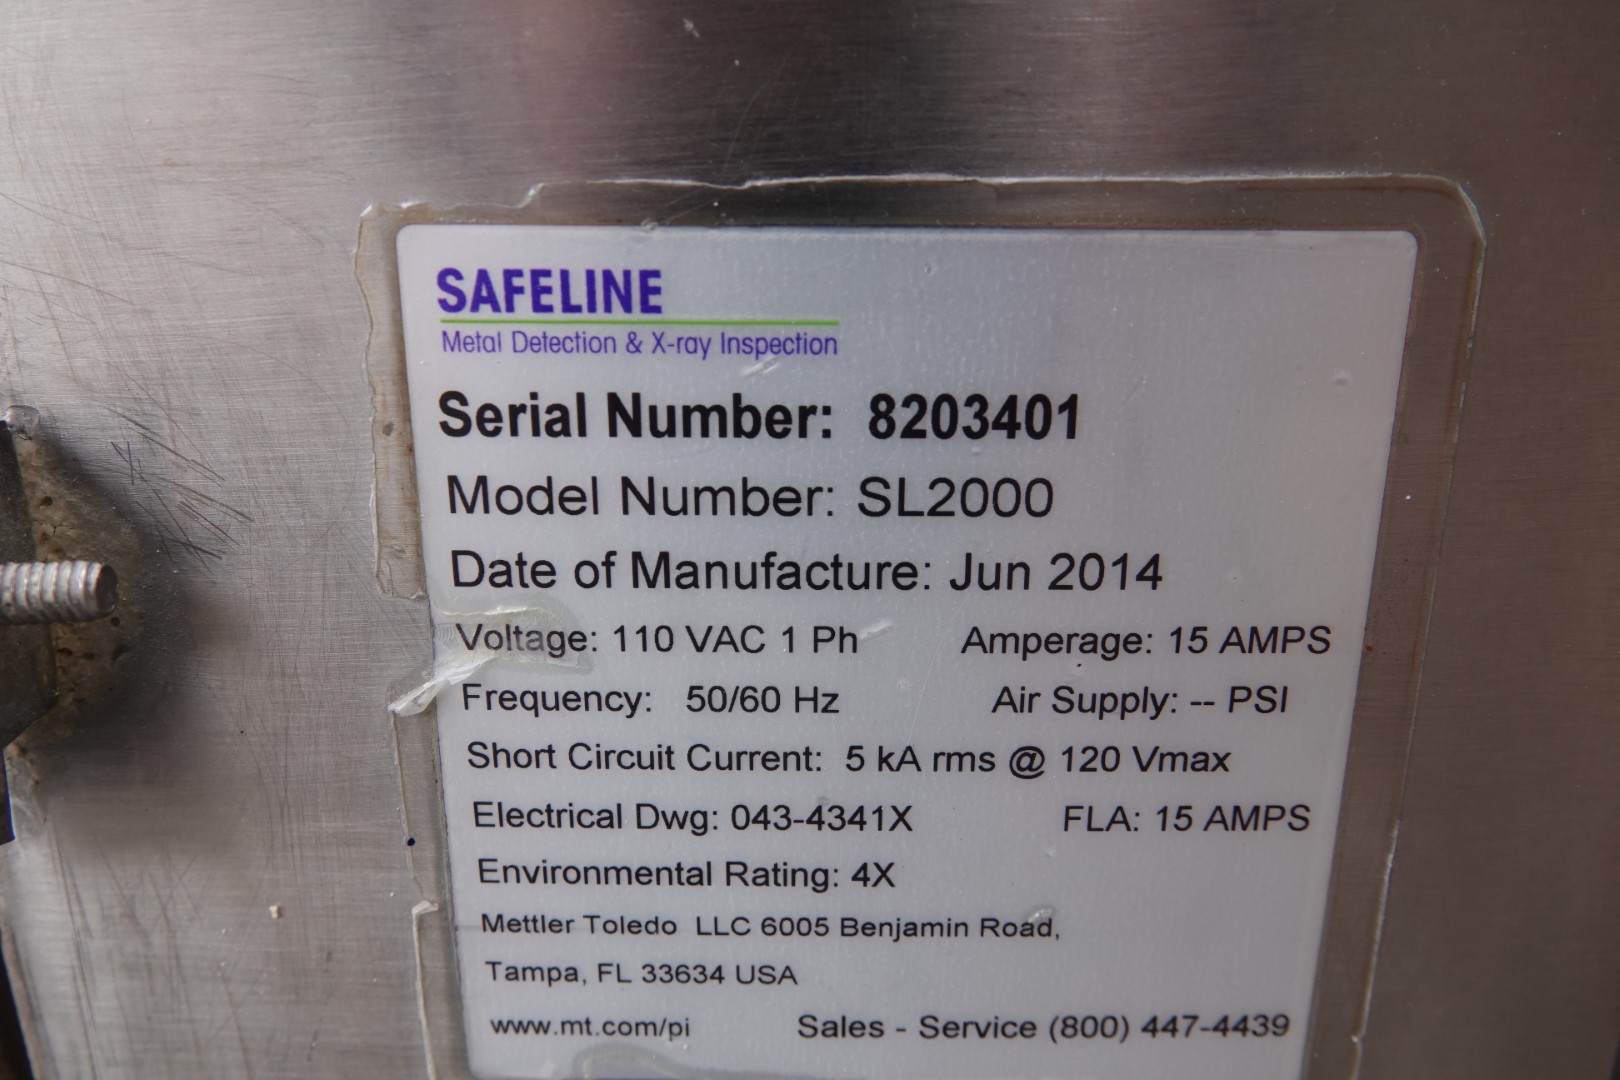 SAFELINE
Metal Detection & X-ray Inspection
Serial Number: 8203401
Model Number: SL2000
Date of Manufacture: Jun 2014
Voltage: 110 VAC 1 Ph Amperage: 15 AMPS
Frequency: 50/60 Hz Air Supply: -- PSI
Short Circuit Current: 5 kA rms @ 120 Vmax
Electrical Dwg: 043-4341X FLA: 15 AMPS
Environmental Rating: 4X
Mettler Toledo LLC 6005 Benjamin Road,
Tampa, FL 33634 USA
www.mt.com/pi Sales - Service (800) 447-4439